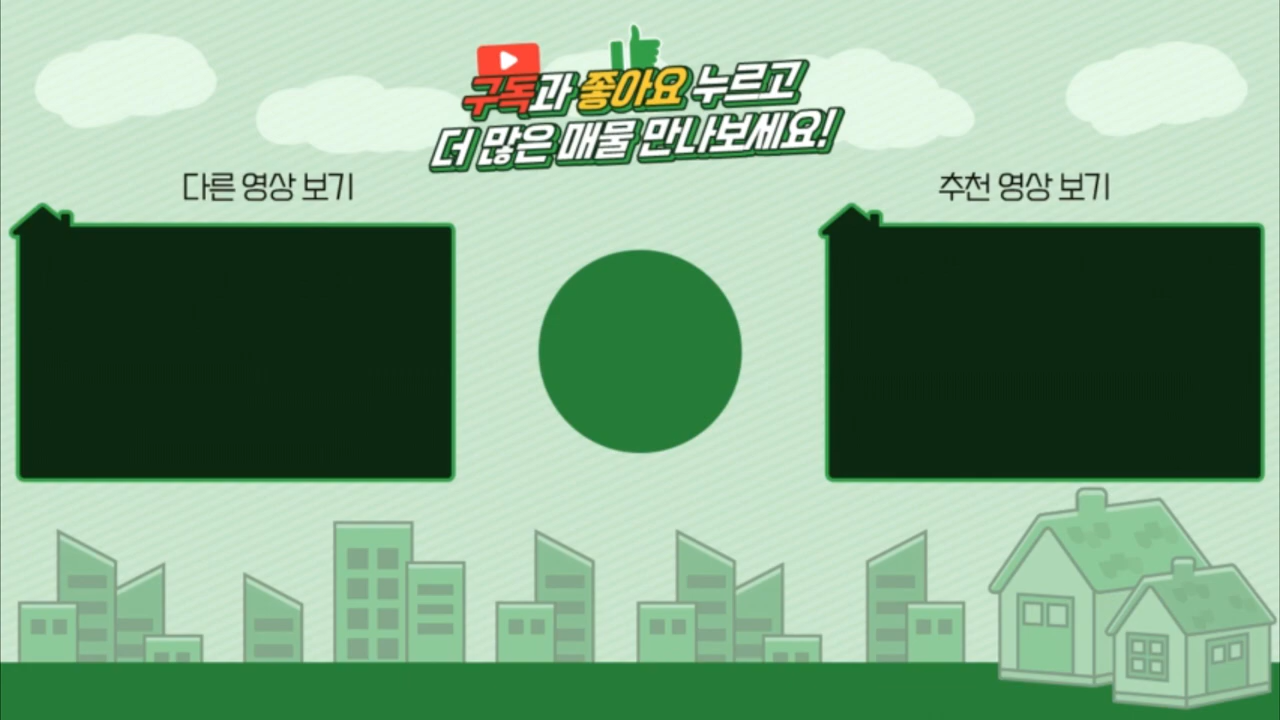 구독과 좋아요 누르고
더 많은 매물 만나보세요!
다른 영상 보기
추천 영상 보기